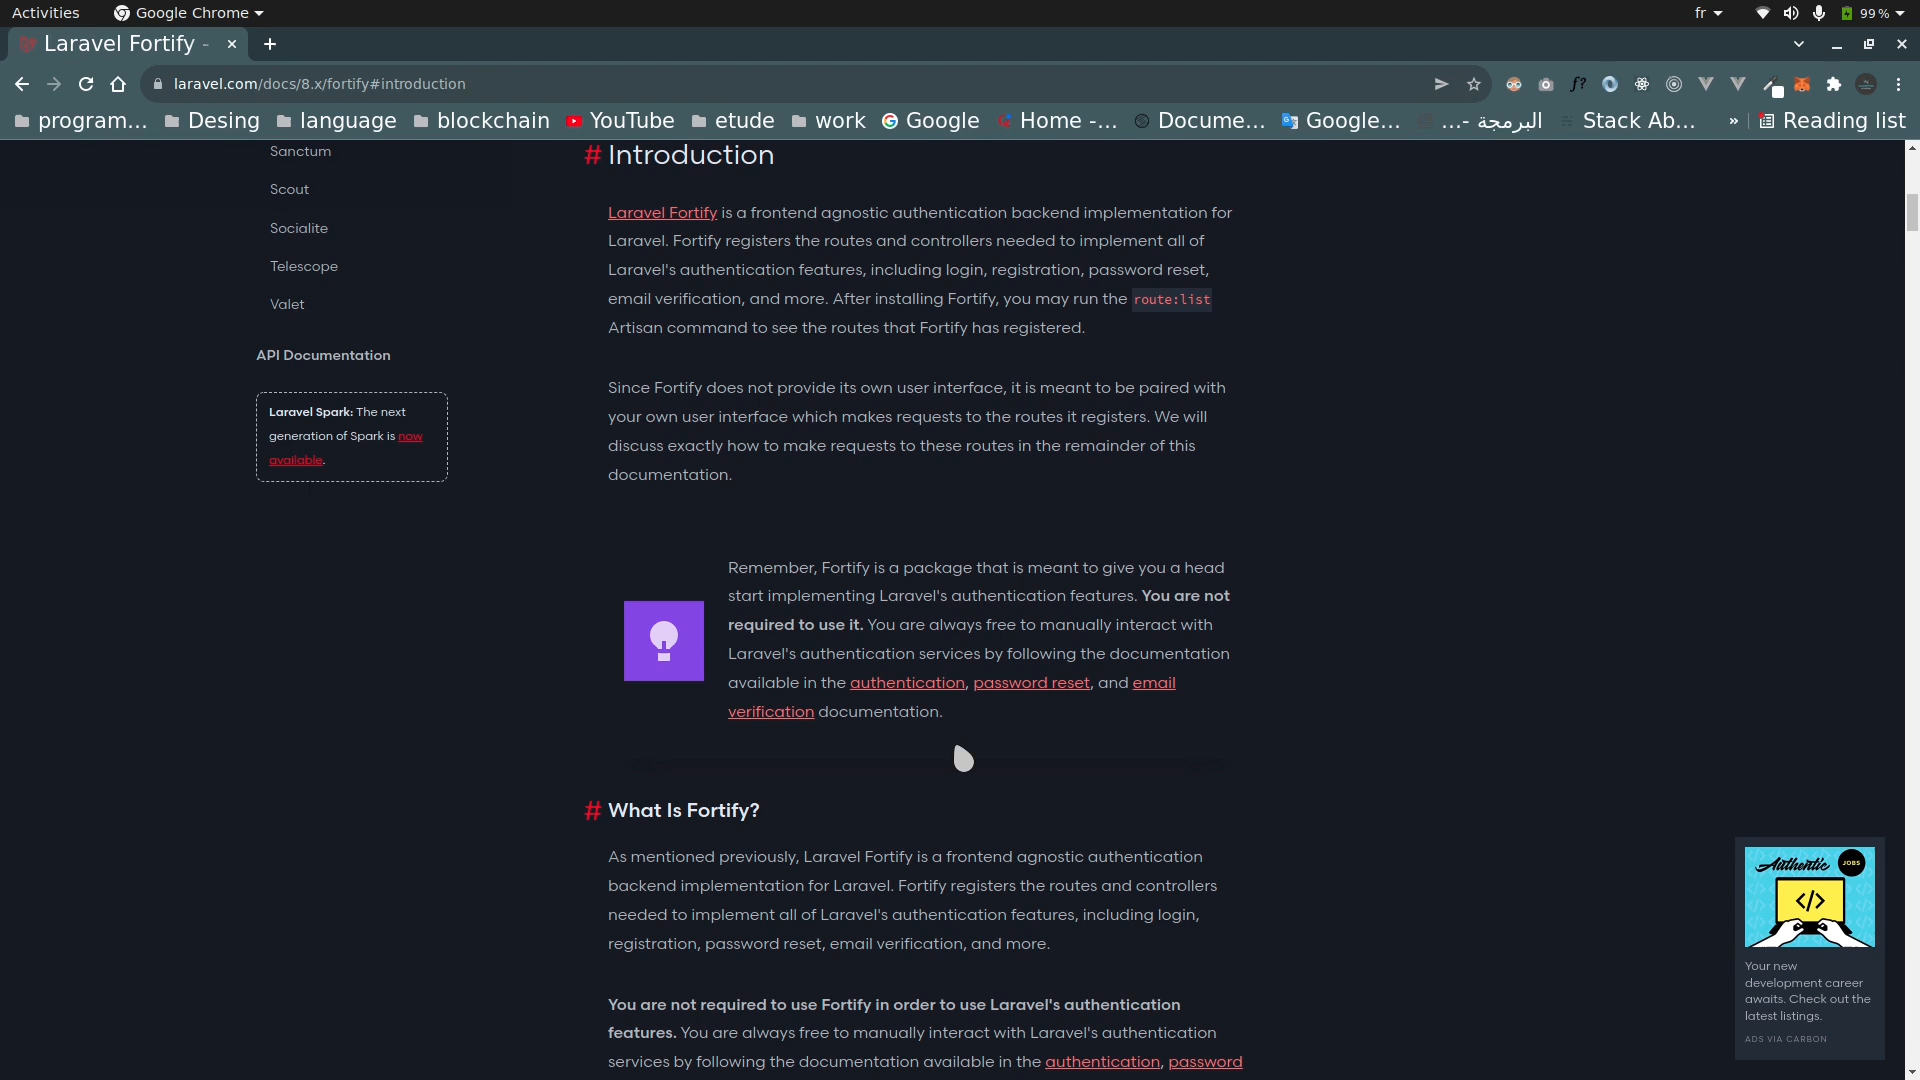 Activities
Google Chrome
fr
99 %
Laravel Fortify -
laravel.com/docs/8.x/fortify#introduction
f?
program...
Desing
language
blockchain
YouTube
etude
work
Google
Home -...
Docume...
Google...
البرمجة -...
Stack Ab...
»
Reading list
Sanctum
Scout
Socialite
Telescope
Valet
API Documentation
Laravel Spark: The next
generation of Spark is now
available.
# Introduction
Laravel Fortify is a frontend agnostic authentication backend implementation for
Laravel. Fortify registers the routes and controllers needed to implement all of
Laravel's authentication features, including login, registration, password reset,
email verification, and more. After installing Fortify, you may run the route:list
Artisan command to see the routes that Fortify has registered.
Since Fortify does not provide its own user interface, it is meant to be paired with
your own user interface which makes requests to the routes it registers. We will
discuss exactly how to make requests to these routes in the remainder of this
documentation.
Remember, Fortify is a package that is meant to give you a head
start implementing Laravel's authentication features. You are not
required to use it. You are always free to manually interact with
Laravel's authentication services by following the documentation
available in the authentication, password reset, and email
verification documentation.
# What Is Fortify?
As mentioned previously, Laravel Fortify is a frontend agnostic authentication
backend implementation for Laravel. Fortify registers the routes and controllers
needed to implement all of Laravel's authentication features, including login,
registration, password reset, email verification, and more.
You are not required to use Fortify in order to use Laravel's authentication
features. You are always free to manually interact with Laravel's authentication
services by following the documentation available in the authentication, password
Authentic JOBS
</>
Your new
development career
awaits. Check out the
latest listings.
ADS VIA CARBON